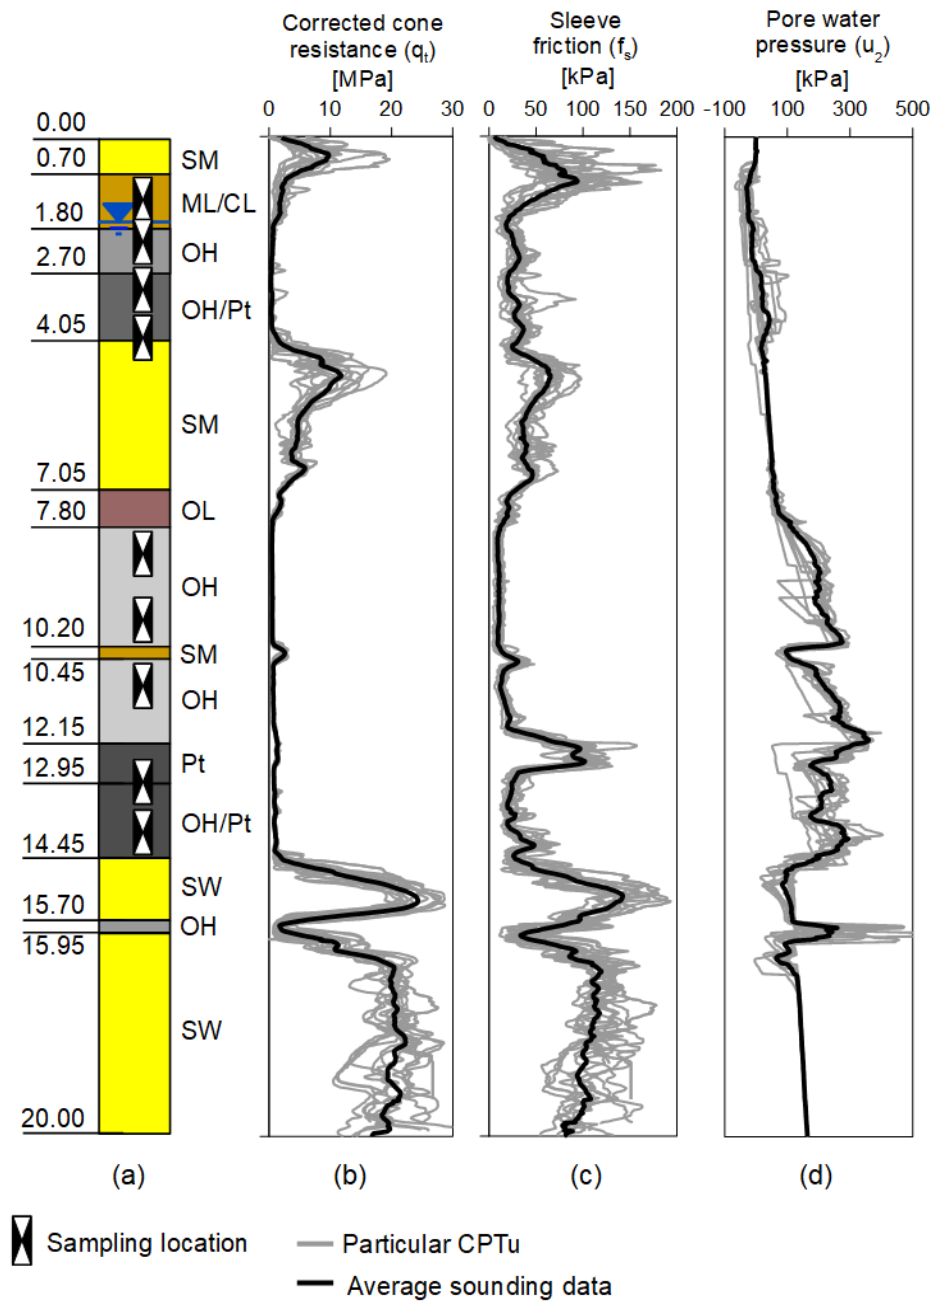 Corrected cone
resistance (qt)
[MPa]
Sleeve
friction (fs)
[kPa]
Pore water
pressure (u2)
[kPa]
0 10 20 30
0 50 100 150 200
-100 100 300 500
0.00
0.70
SM
ML/CL
1.80
OH
2.70
OH/Pt
4.05
SM
7.05
OL
7.80
OH
10.20
SM
10.45
OH
12.15
Pt
12.95
OH/Pt
14.45
SW
15.70
OH
15.95
SW
20.00
(a) (b) (c) (d)
Sampling location
Particular CPTu
Average sounding data